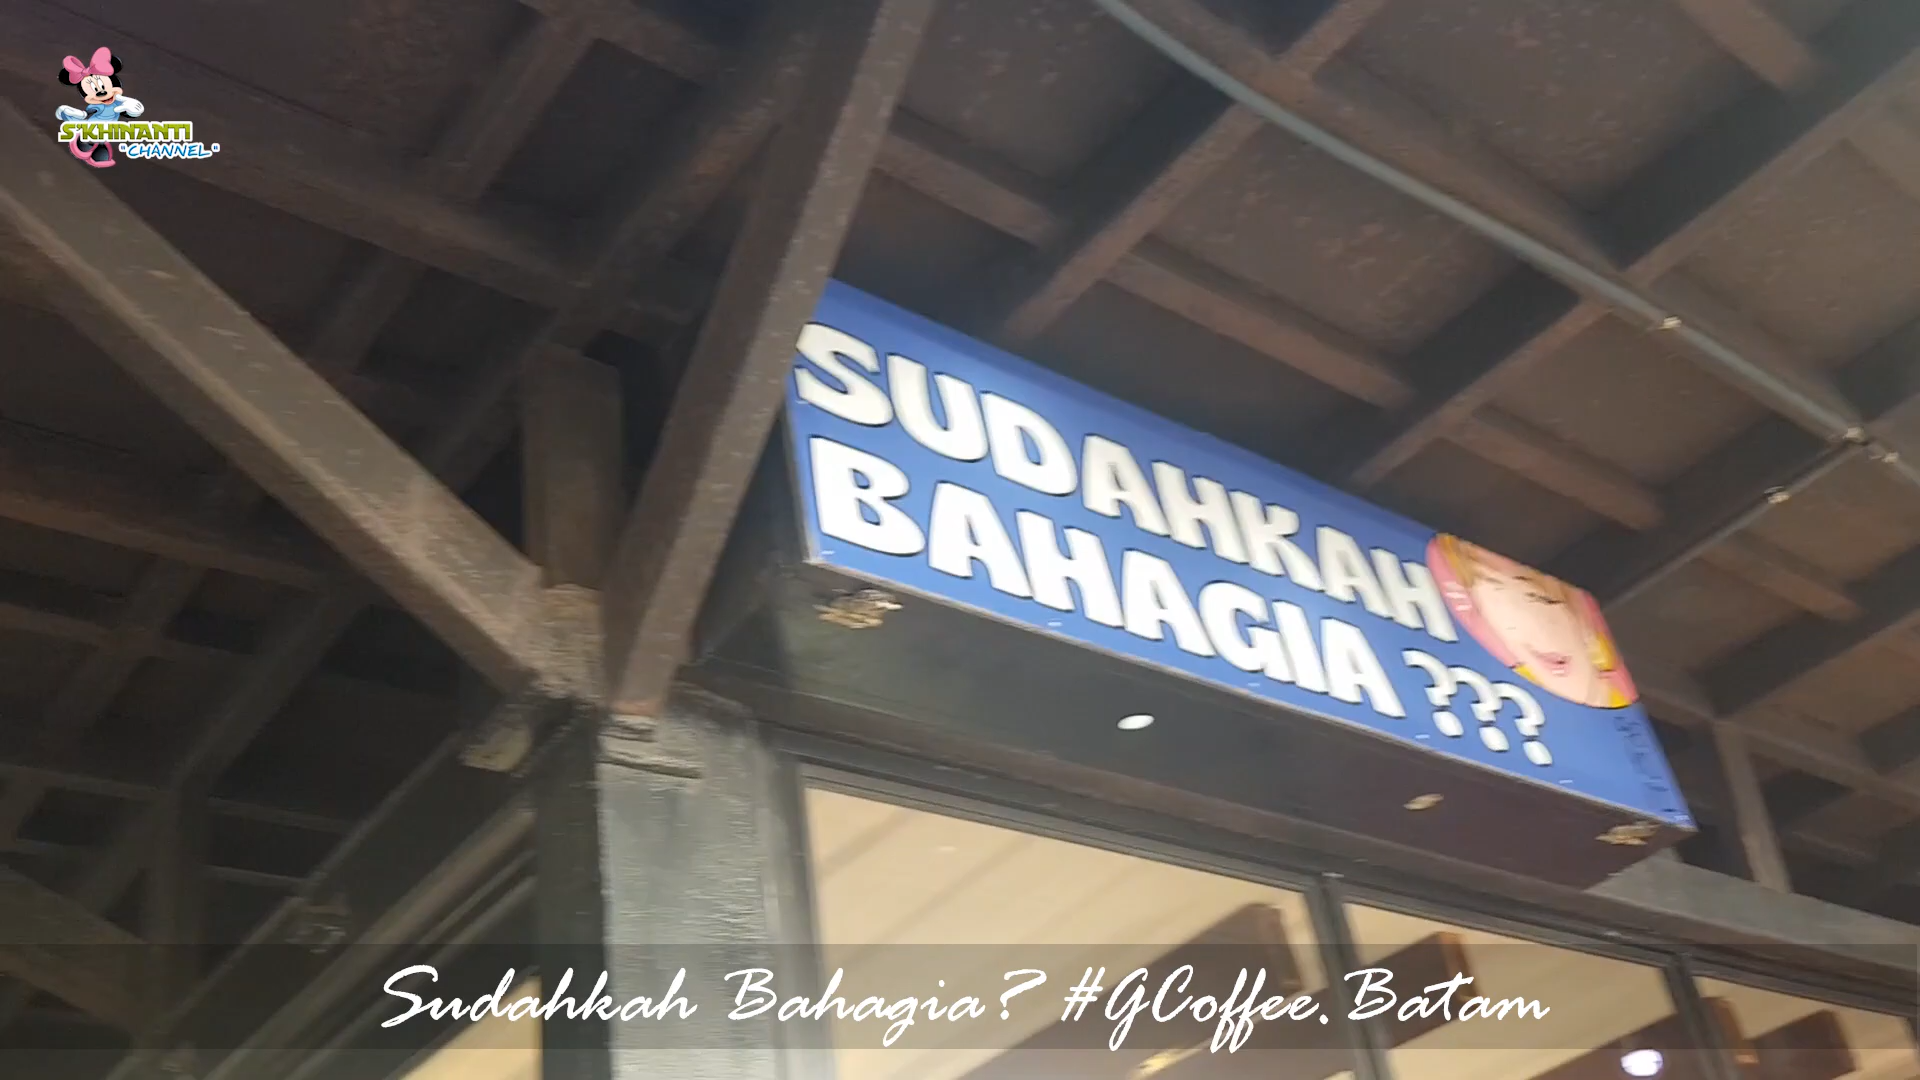 S'KHINANTI
"CHANNEL"
SUDAHKAH
BAHAGIA ???
Sudahkah Bahagia? #GCoffee.Batam